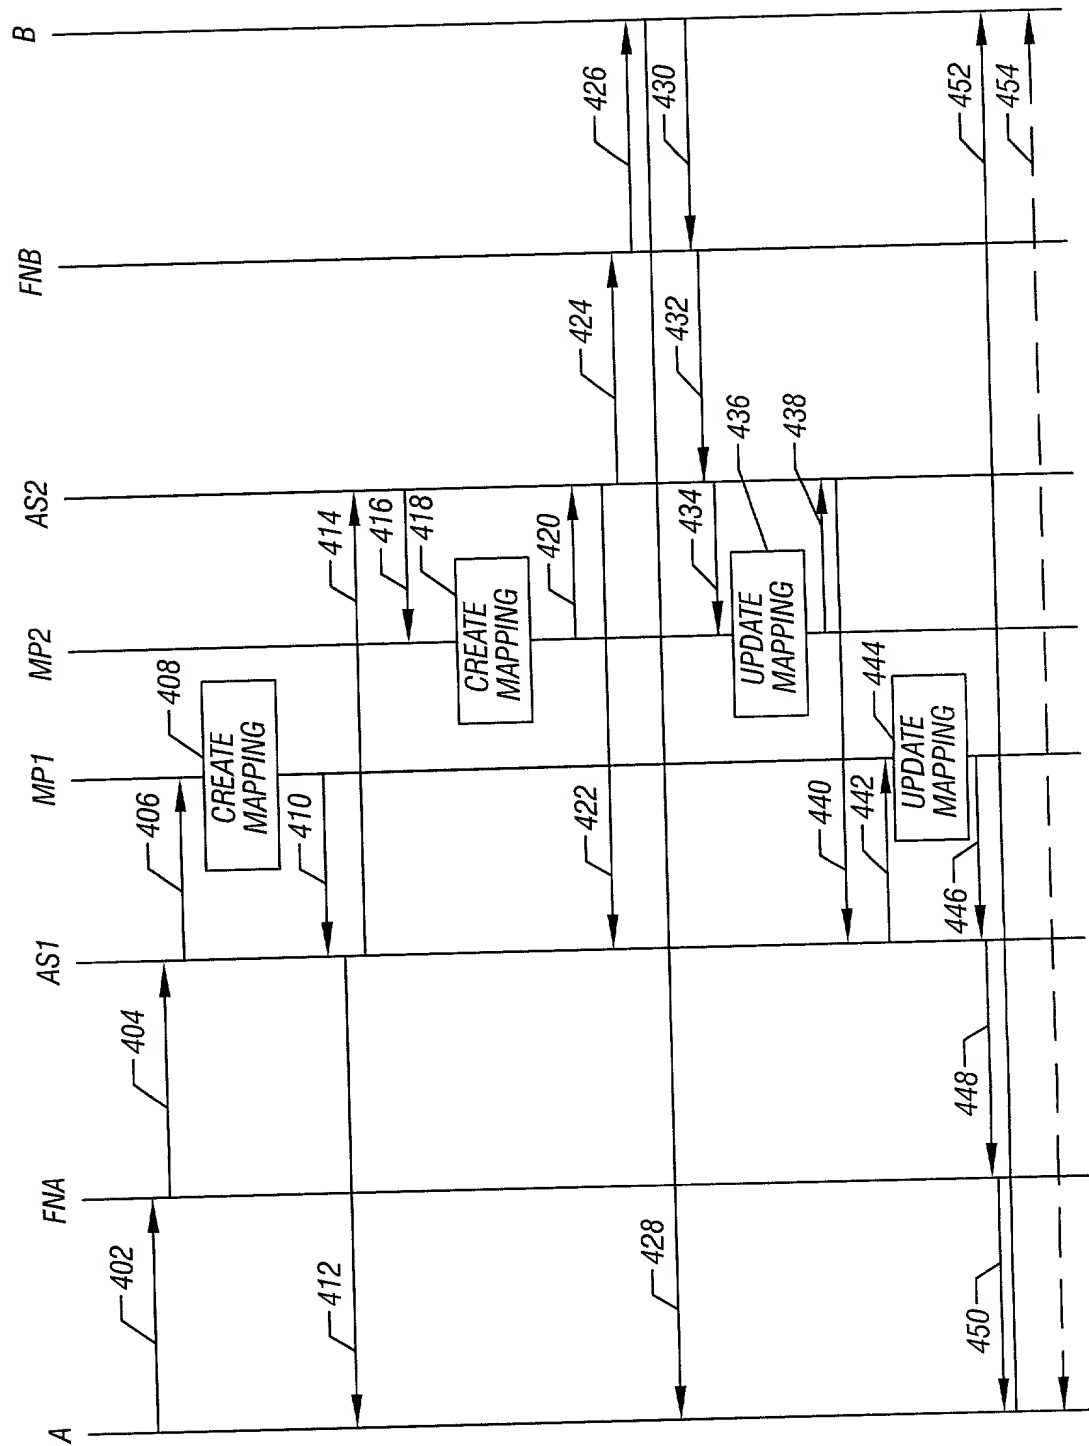 A
FNA
AS1
MP1
MP2
AS2
FNB
B
402
404
406
408
CREATE
MAPPING
410
412
414
416
418
CREATE
MAPPING
420
422
424
426
428
430
432
434
436
UPDATE
MAPPING
438
440
442
444
UPDATE
MAPPING
446
448
450
452
454